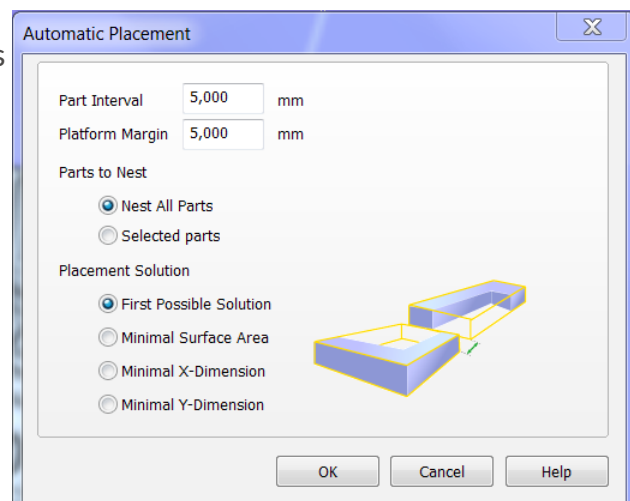 s
Automatic Placement
Part Interval 5,000 mm
Platform Margin 5,000 mm
Parts to Nest
Nest All Parts
Selected parts
Placement Solution
First Possible Solution
Minimal Surface Area
Minimal X-Dimension
Minimal Y-Dimension
OK Cancel Help